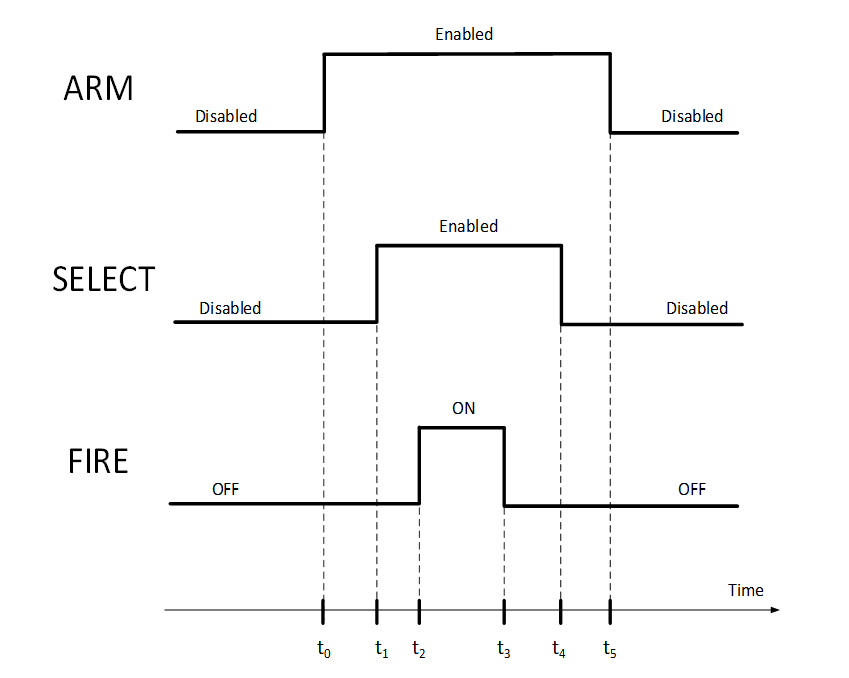 Enabled
ARM
Disabled Disabled
Enabled
SELECT
Disabled Disabled
ON
FIRE
OFF OFF
Time
t0 t1 t2 t3 t4 t5